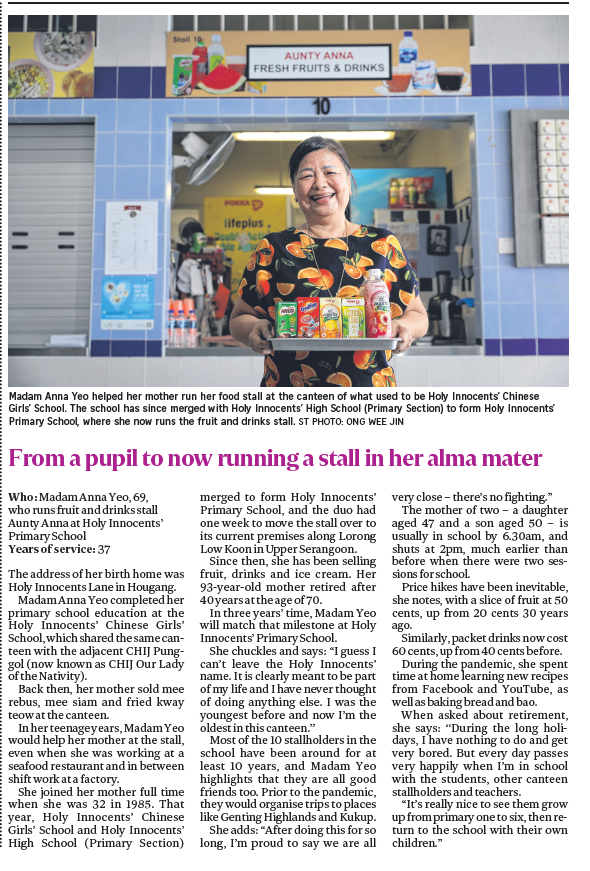 Stall 10
AUNTY ANNA
FRESH FRUITS & DRINKS
10
POKKA
lifeplus
MILO
Madam Anna Yeo helped her mother run her food stall at the canteen of what used to be Holy Innocents’ Chinese
Girls’ School. The school has since merged with Holy Innocents’ High School (Primary Section) to form Holy Innocents’
Primary School, where she now runs the fruit and drinks stall. ST PHOTO: ONG WEE JIN
From a pupil to now running a stall in her alma mater
Who: Madam Anna Yeo, 69,
who runs fruit and drinks stall
Aunty Anna at Holy Innocents’
Primary School
Years of service: 37
The address of her birth home was
Holy Innocents Lane in Hougang.
Madam Anna Yeo completed her
primary school education at the
Holy Innocents’ Chinese Girls’
School, which shared the same can-
teen with the adjacent CHIJ Pung-
gol (now known as CHIJ Our Lady
of the Nativity).
Back then, her mother sold mee
rebus, mee siam and fried kway
teow at the canteen.
In her teenage years, Madam Yeo
would help her mother at the stall,
even when she was working at a
seafood restaurant and in between
shift work at a factory.
She joined her mother full time
when she was 32 in 1985. That
year, Holy Innocents’ Chinese
Girls’ School and Holy Innocents’
High School (Primary Section)
merged to form Holy Innocents’
Primary School, and the duo had
one week to move the stall over to
its current premises along Lorong
Low Koon in Upper Serangoon.
Since then, she has been selling
fruit, drinks and ice cream. Her
93-year-old mother retired after
40 years at the age of 70.
In three years’ time, Madam Yeo
will match that milestone at Holy
Innocents’ Primary School.
She chuckles and says: “I guess I
can’t leave the Holy Innocents’
name. It is clearly meant to be part
of my life and I have never thought
of doing anything else. I was the
youngest before and now I’m the
oldest in this canteen.”
Most of the 10 stallholders in the
school have been around for at
least 10 years, and Madam Yeo
highlights that they are all good
friends too. Prior to the pandemic,
they would organise trips to places
like Genting Highlands and Kukup.
She adds: “After doing this for so
long, I’m proud to say we are all
very close – there’s no fighting.”
The mother of two – a daughter
aged 47 and a son aged 50 – is
usually in school by 6.30am, and
shuts at 2pm, much earlier than
before when there were two ses-
sions for school.
Price hikes have been inevitable,
she notes, with a slice of fruit at 50
cents, up from 20 cents 30 years
ago.
Similarly, packet drinks now cost
60 cents, up from 40 cents before.
During the pandemic, she spent
time at home learning new recipes
from Facebook and YouTube, as
well as baking bread and bao.
When asked about retirement,
she says: “During the long holi-
days, I have nothing to do and get
very bored. But every day passes
very happily when I’m in school
with the students, other canteen
stallholders and teachers.
“It’s really nice to see them grow
up from primary one to six, then re-
turn to the school with their own
children.”